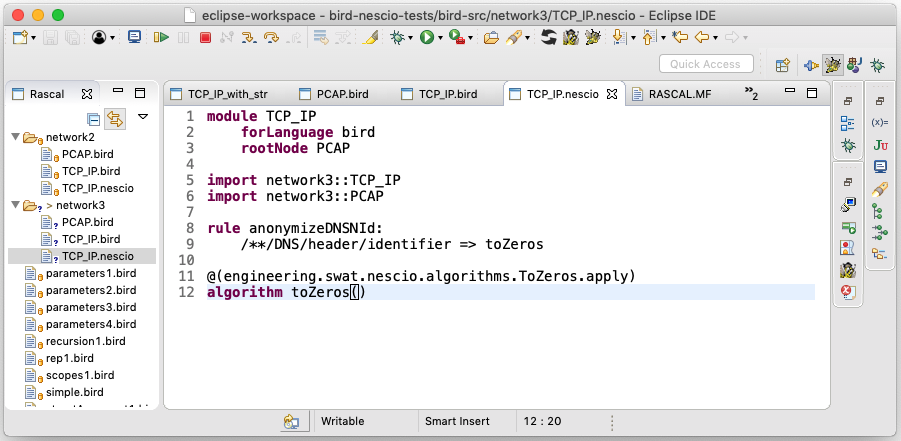 eclipse-workspace - bird-nescio-tests/bird-src/network3/TCP_IP.nescio - Eclipse IDE
Quick Access
Rascal
network2
PCAP.bird
TCP_IP.bird
TCP_IP.nescio
> network3
PCAP.bird
TCP_IP.bird
TCP_IP.nescio
parameters1.bird
parameters2.bird
parameters3.bird
parameters4.bird
recursion1.bird
rep1.bird
scopes1.bird
simple.bird
TCP_IP_with_str
PCAP.bird
TCP_IP.bird
TCP_IP.nescio
RASCAL.MF
»2
1 module TCP_IP
2 forLanguage bird
3 rootNode PCAP
4
5 import network3::TCP_IP
6 import network3::PCAP
7
8 rule anonymizeDNSNId:
9 /**/DNS/header/identifier => toZeros
10
11 @(engineering.swat.nescio.algorithms.ToZeros.apply)
12 algorithm toZeros()
(x)=
JU
Writable
Smart Insert
12 : 20